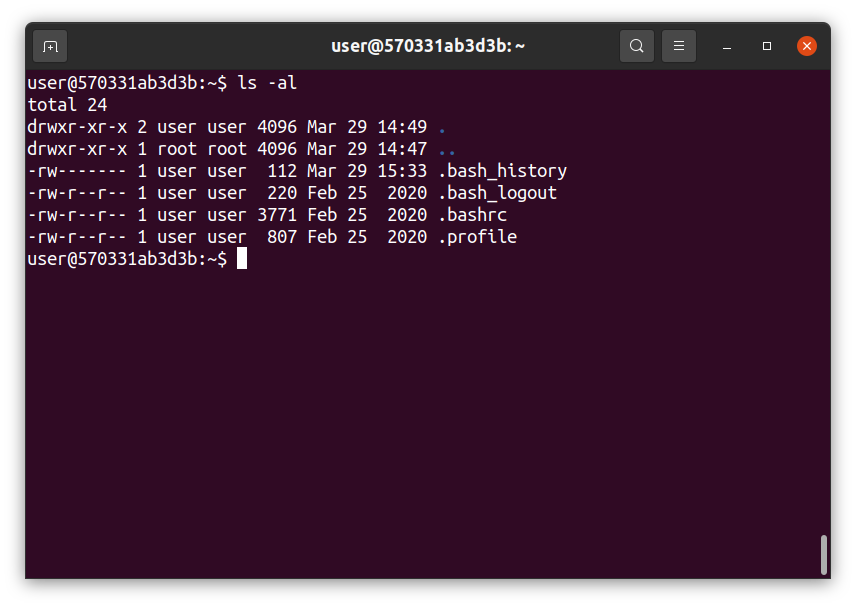 user@570331ab3d3b: ~
user@570331ab3d3b:~$ ls -al
total 24
drwxr-xr-x 2 user user 4096 Mar 29 14:49 .
drwxr-xr-x 1 root root 4096 Mar 29 14:47 ..
-rw------- 1 user user  112 Mar 29 15:33 .bash_history
-rw-r--r-- 1 user user  220 Feb 25  2020 .bash_logout
-rw-r--r-- 1 user user 3771 Feb 25  2020 .bashrc
-rw-r--r-- 1 user user  807 Feb 25  2020 .profile
user@570331ab3d3b:~$